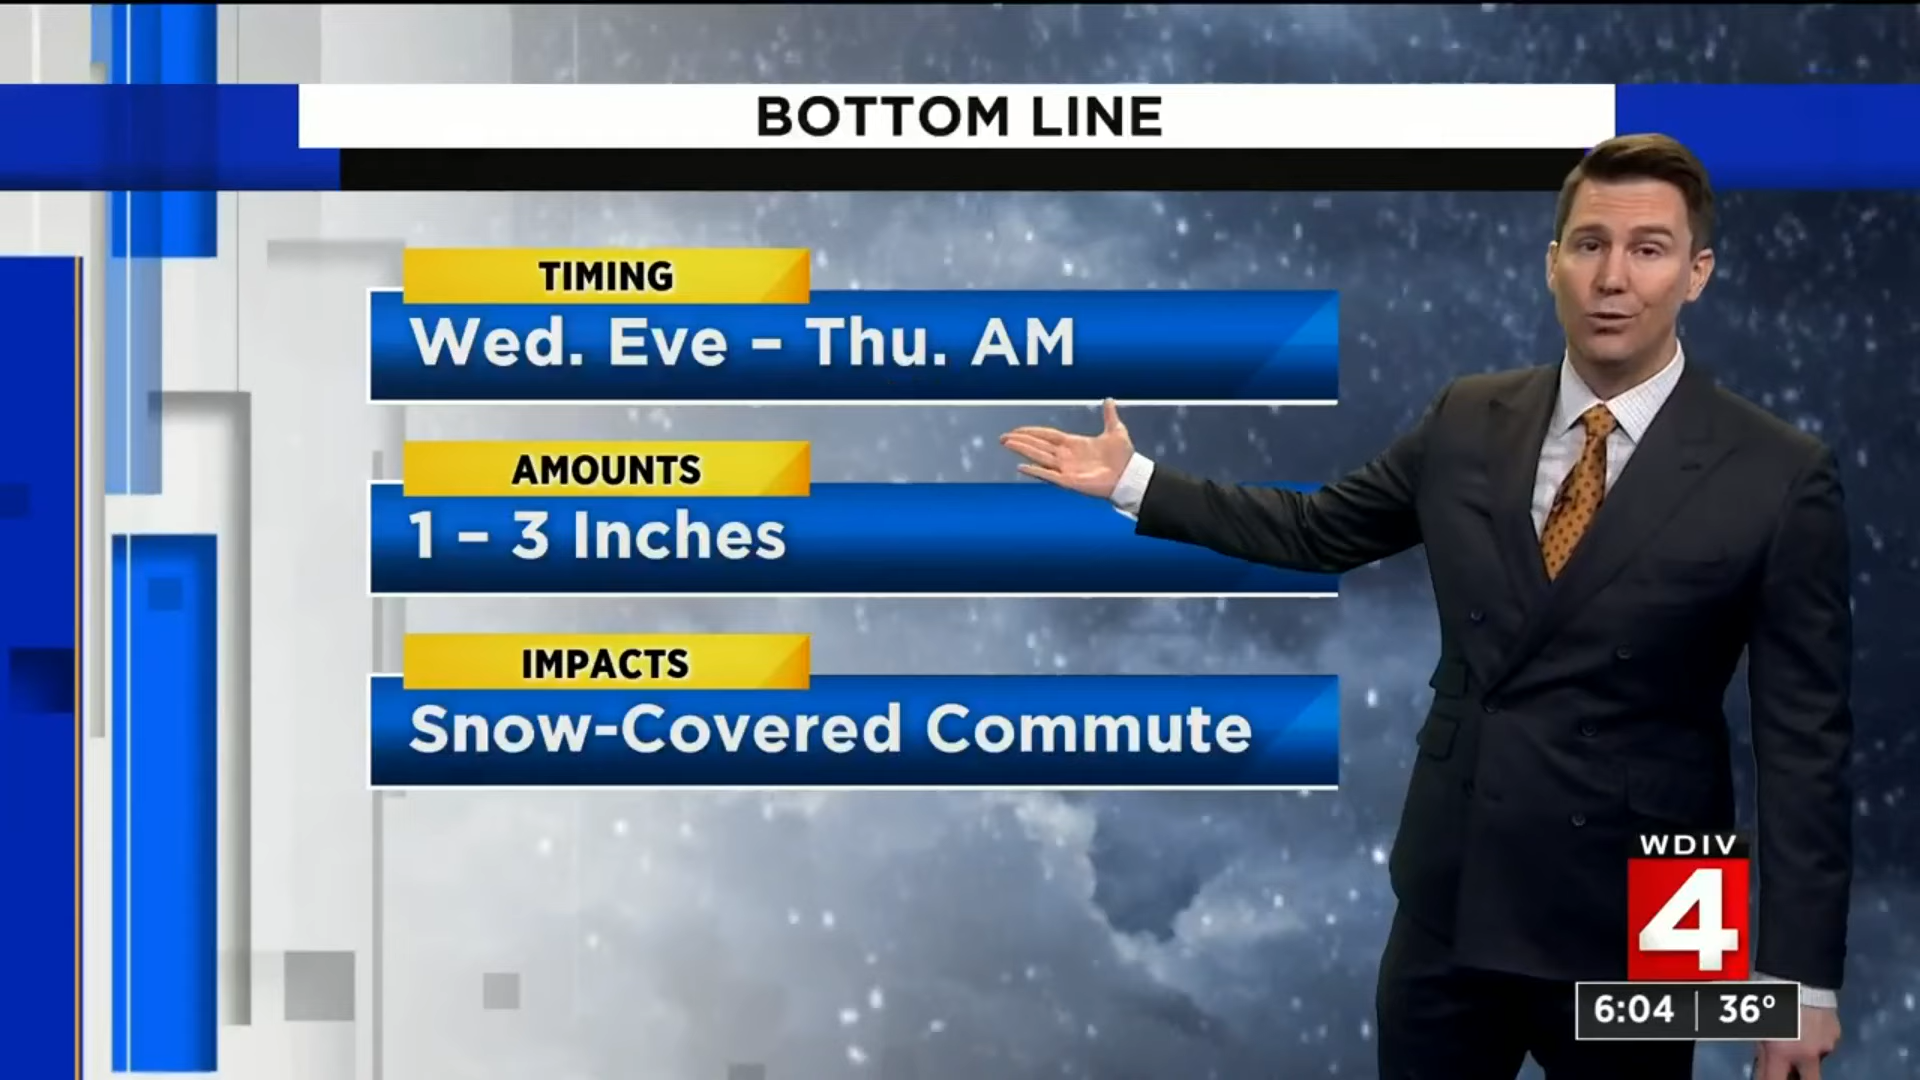 BOTTOM LINE
TIMING
Wed. Eve – Thu. AM
AMOUNTS
1 – 3 Inches
IMPACTS
Snow-Covered Commute
WDIV
4
6:04 36°